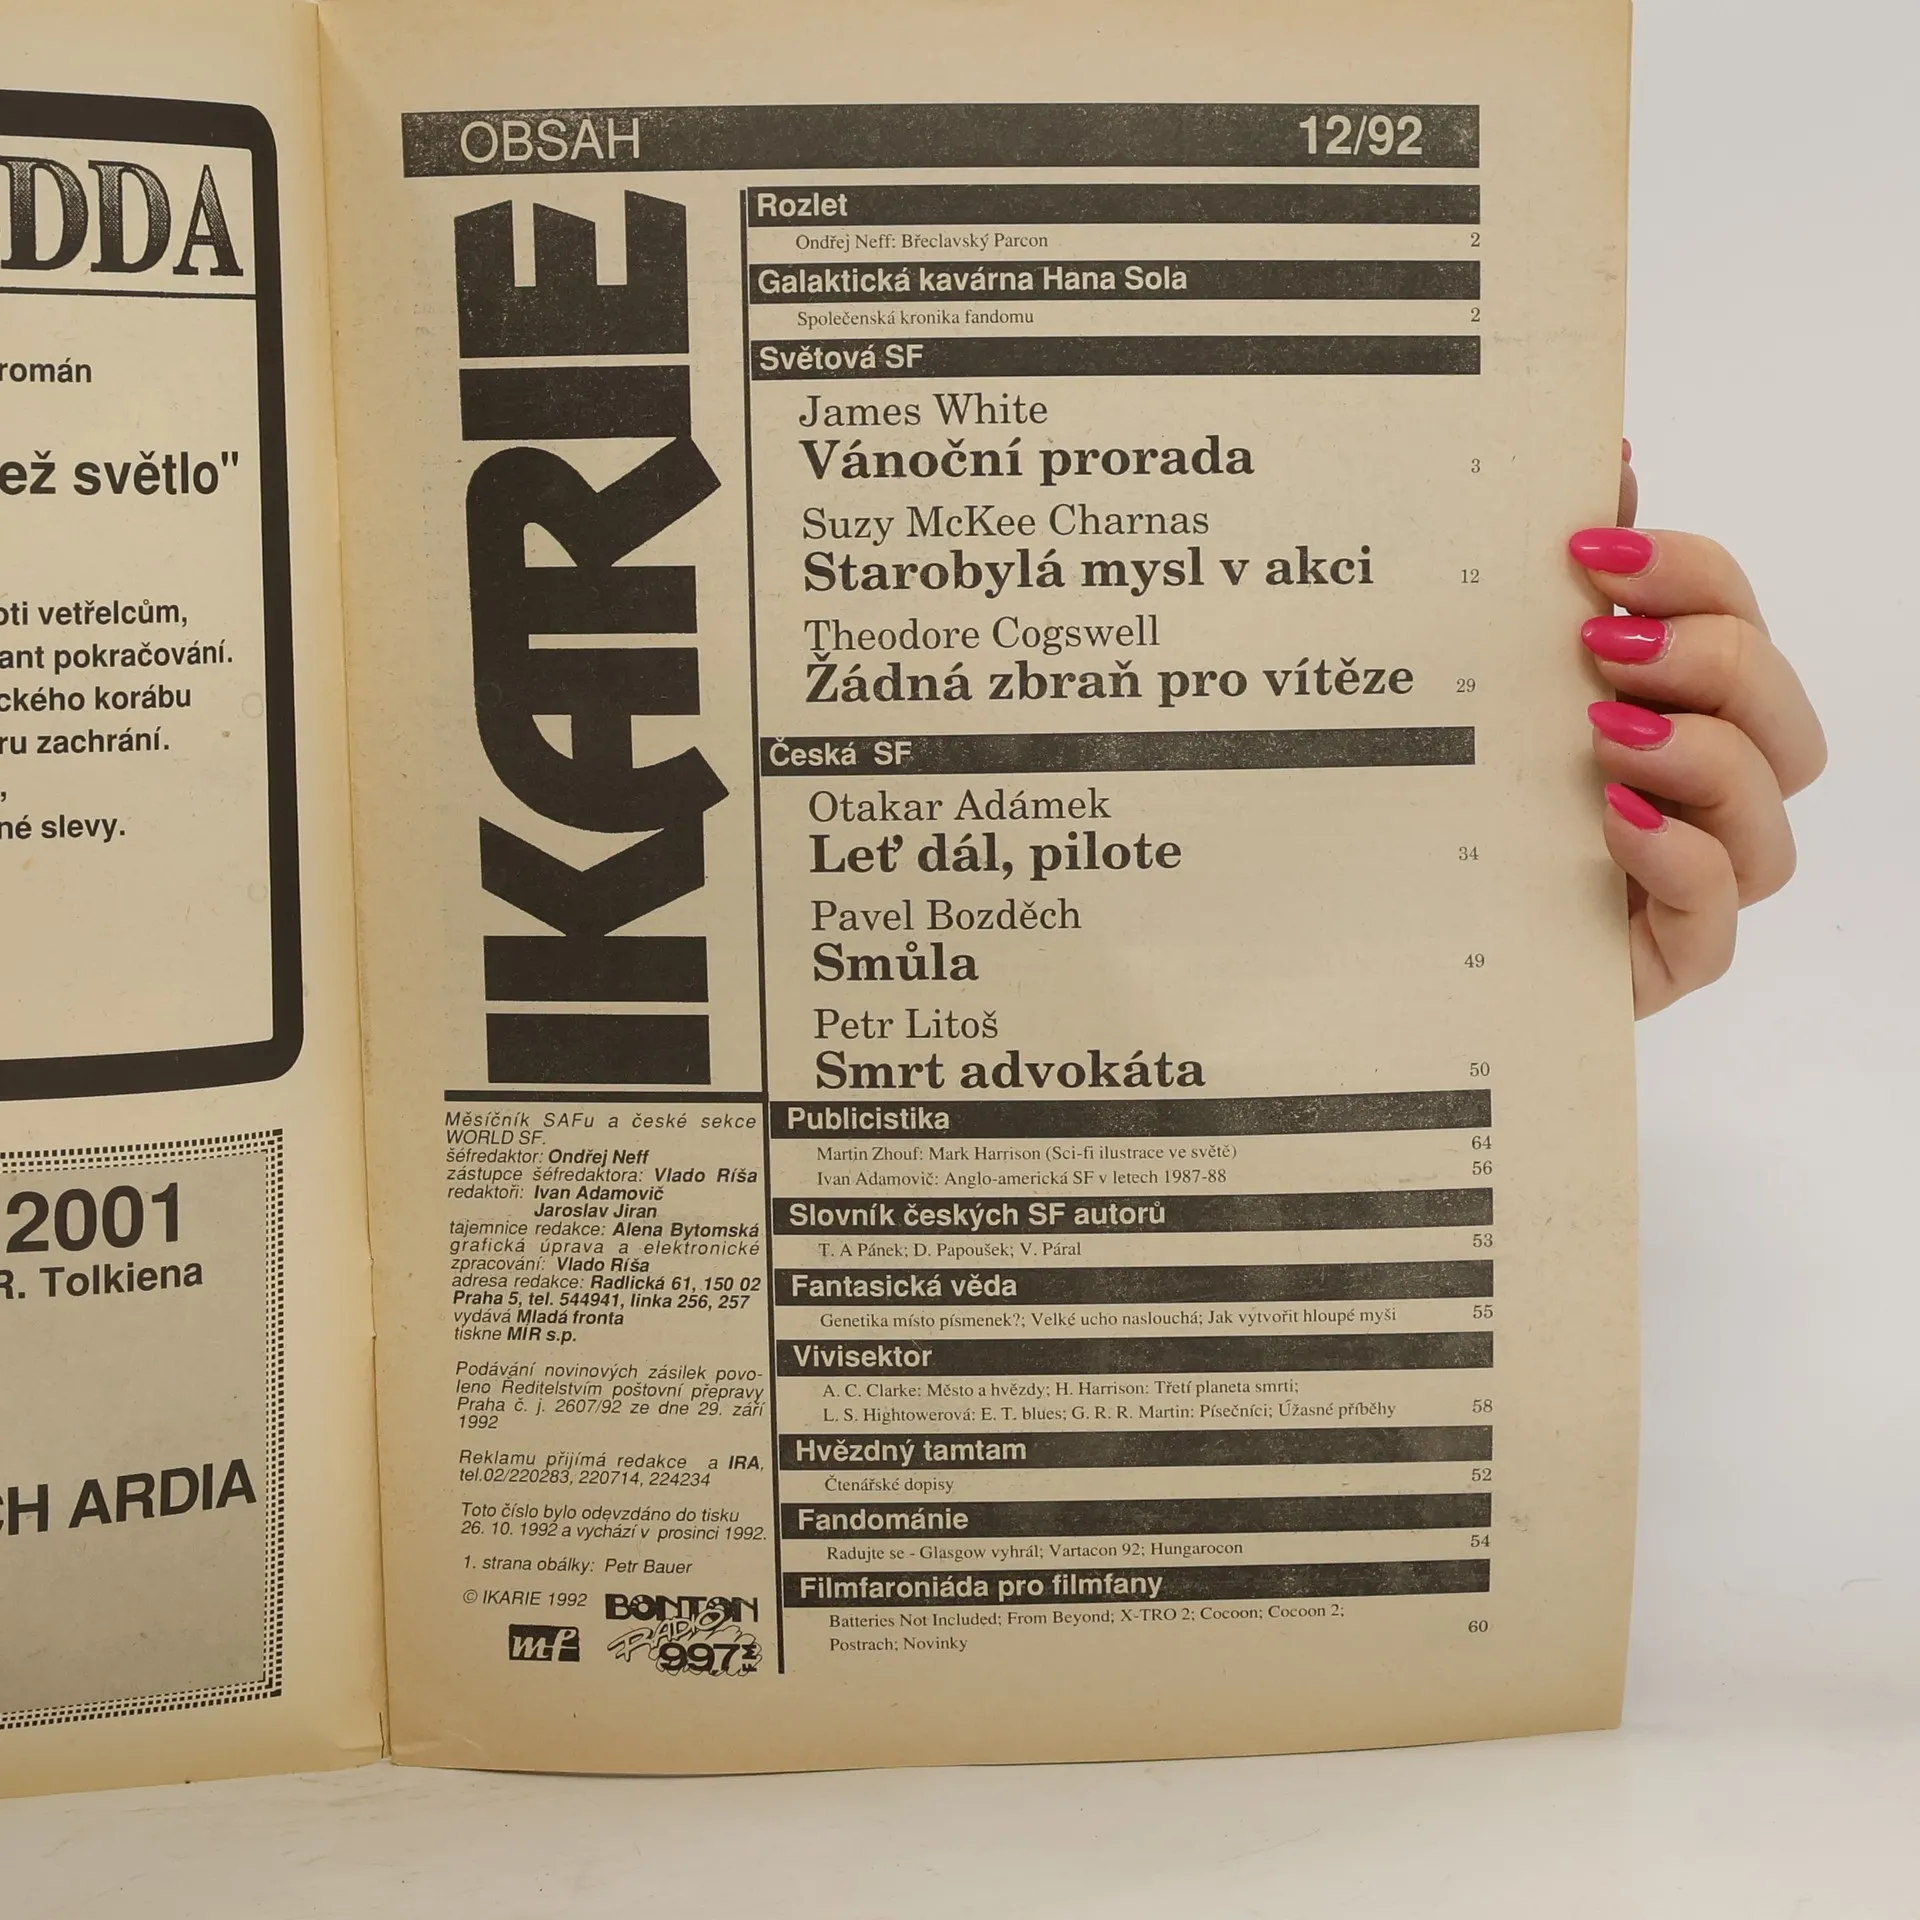 DDA
román
ež světlo"
oti vetřelcům,
ant pokračování.
ckého korábu
ru zachrání.
,
né slevy.
2001
R. Tolkiena
CH ARDIA
OBSAH 12/92
IKARIE
Rozlet
Ondřej Neff: Břeclavský Parcon 2
Galaktická kavárna Hana Sola
Společenská kronika fandomu 2
Světová SF
James White
Vánoční prorada 3
Suzy McKee Charnas
Starobylá mysl v akci 12
Theodore Cogswell
Žádná zbraň pro vítěze 29
Česká SF
Otakar Adámek
Leť dál, pilote 34
Pavel Bozděch
Smůla 49
Petr Litoš
Smrt advokáta 50
Publicistika
Martin Zhouf: Mark Harrison (Sci-fi ilustrace ve světě) 64
Ivan Adamovič: Anglo-americká SF v letech 1987-88 56
Slovník českých SF autorů
T. A Pánek; D. Papoušek; V. Páral 53
Fantasická věda
Genetika místo písmenek?; Velké ucho naslouchá; Jak vytvořit hloupé myši 55
Vivisektor
A. C. Clarke: Město a hvězdy; H. Harrison: Třetí planeta smrti;
L. S. Hightowerová: E. T. blues; G. R. R. Martin: Písečníci; Úžasné příběhy 58
Hvězdný tamtam
Čtenářské dopisy 52
Fandománie
Radujte se - Glasgow vyhrál; Vartacon 92; Hungarocon 54
Filmfaroniáda pro filmfany
Batteries Not Included; From Beyond; X-TRO 2; Cocoon; Cocoon 2;
Postrach; Novinky 60
Měsíčník SAFu a české sekce
WORLD SF.
šéfredaktor: Ondřej Neff
zástupce šéfredaktora: Vlado Ríša
redaktoři: Ivan Adamovič
Jaroslav Jiran
tajemnice redakce: Alena Bytomská
grafická úprava a elektronické
zpracování: Vlado Ríša
adresa redakce: Radlická 61, 150 02
Praha 5, tel. 544941, linka 256, 257
vydává Mladá fronta
tiskne MÍR s.p.
Podávání novinových zásilek povo-
leno Ředitelstvím poštovní přepravy
Praha č. j. 2607/92 ze dne 29. září
1992
Reklamu přijímá redakce a IRA,
tel.02/220283, 220714, 224234
Toto číslo bylo odevzdáno do tisku
26. 10. 1992 a vychází v prosinci 1992.
1. strana obálky: Petr Bauer
© IKARIE 1992
mf
BONTON
RADIO
997 FM